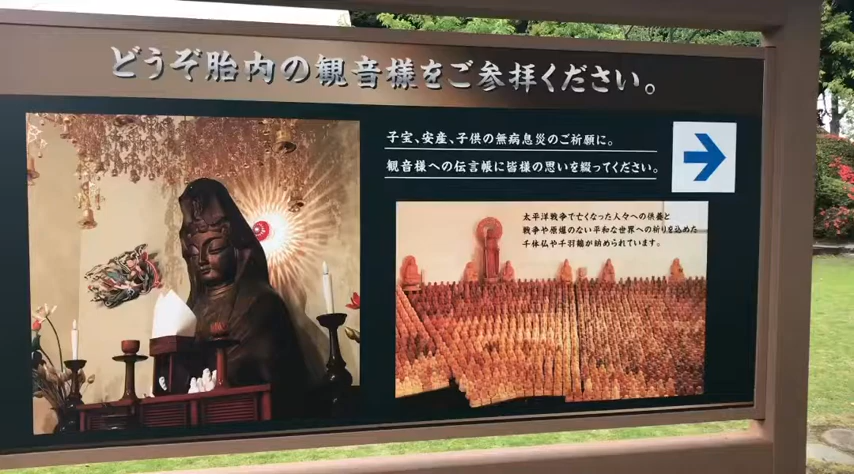 どうぞ胎内の観音様をご参拝ください。
子宝、安産、子供の無病息災のご祈願に。
観音様への伝言帳に皆様の思いを綴ってください。
太平洋戦争で亡くなった人々への供養と
戦争や原爆のない平和な世界への祈りを込めた
千体仏や千羽鶴が納められています。